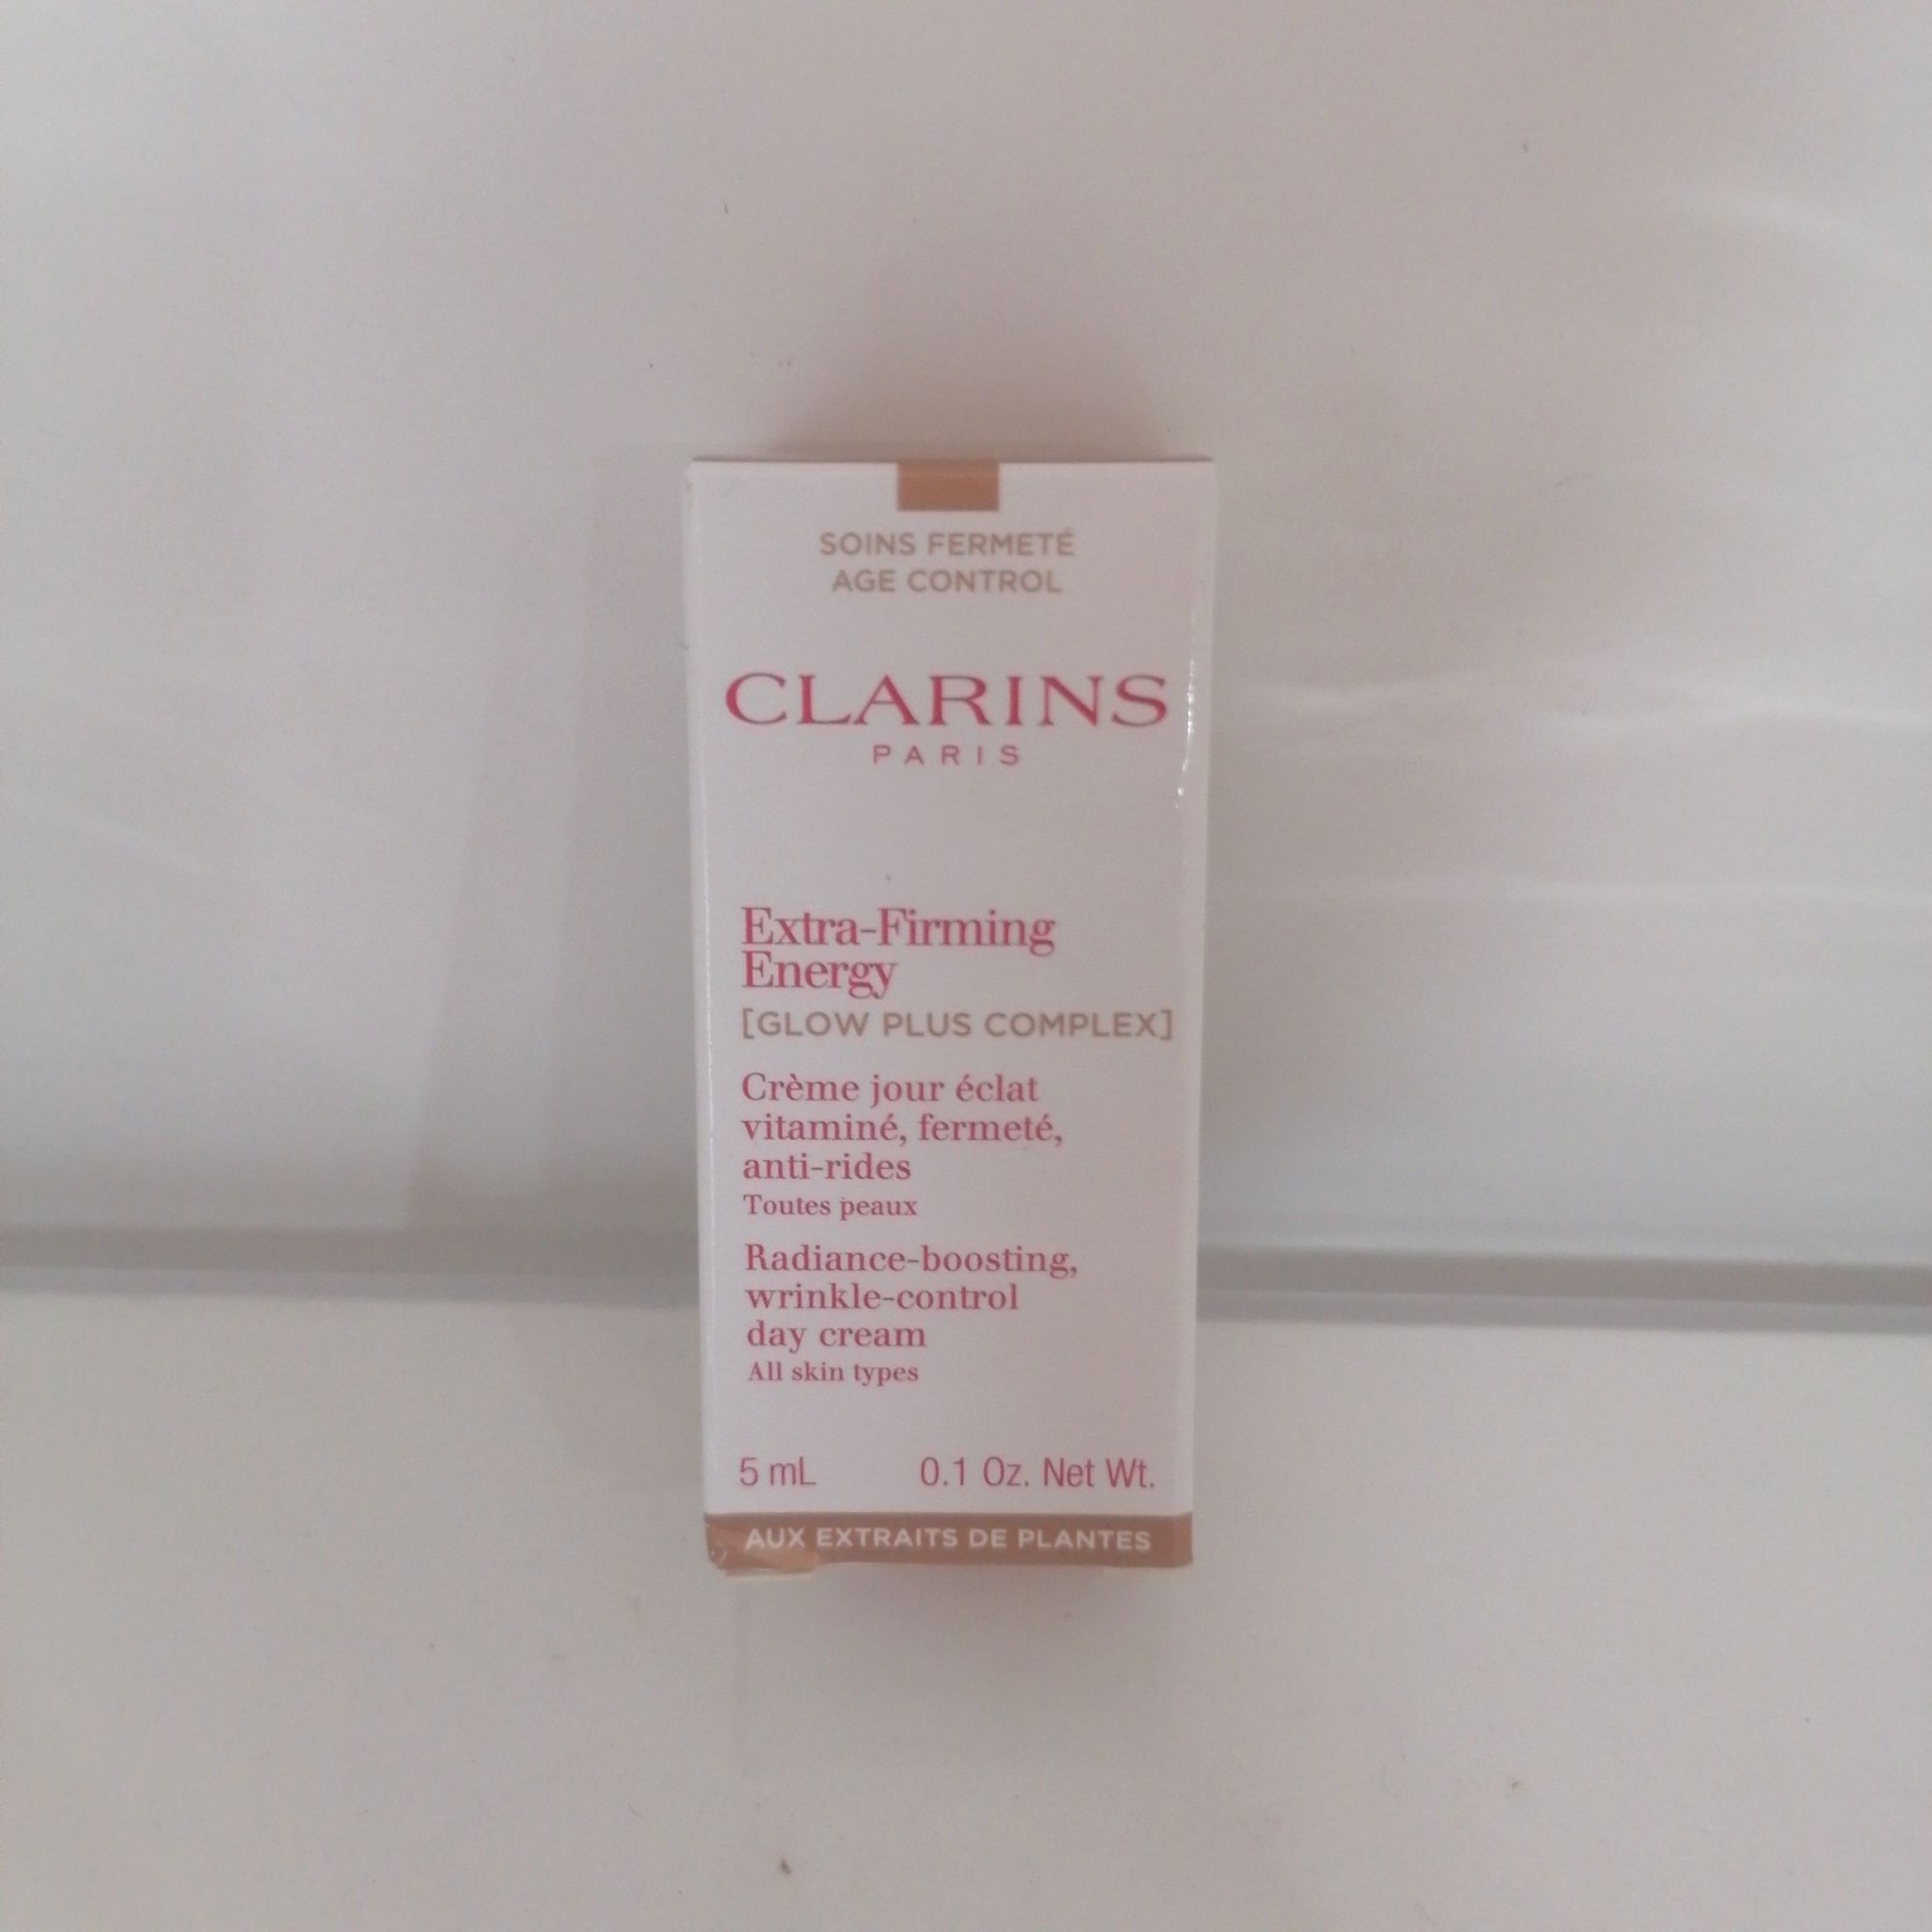 SOINS FERMETÉ
AGE CONTROL
CLARINS
PARIS
Extra-Firming
Energy
[GLOW PLUS COMPLEX]
Crème jour éclat
vitaminé, fermeté,
anti-rides
Toutes peaux
Radiance-boosting,
wrinkle-control
day cream
All skin types
5 mL 0.1 Oz. Net Wt.
AUX EXTRAITS DE PLANTES